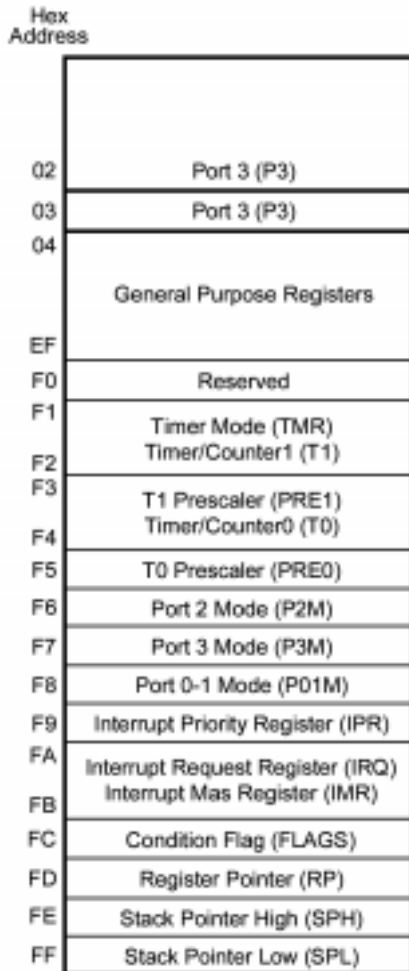 Hex
Address
02 Port 3 (P3)
03 Port 3 (P3)
04
General Purpose Registers
EF
F0 Reserved
F1
Timer Mode (TMR)
Timer/Counter1 (T1)
F2
F3
T1 Prescaler (PRE1)
Timer/Counter0 (T0)
F4
F5 T0 Prescaler (PRE0)
F6 Port 2 Mode (P2M)
F7 Port 3 Mode (P3M)
F8 Port 0-1 Mode (P01M)
F9 Interrupt Priority Register (IPR)
FA
Interrupt Request Register (IRQ)
Interrupt Mas Register (IMR)
FB
FC Condition Flag (FLAGS)
FD Register Pointer (RP)
FE Stack Pointer High (SPH)
FF Stack Pointer Low (SPL)